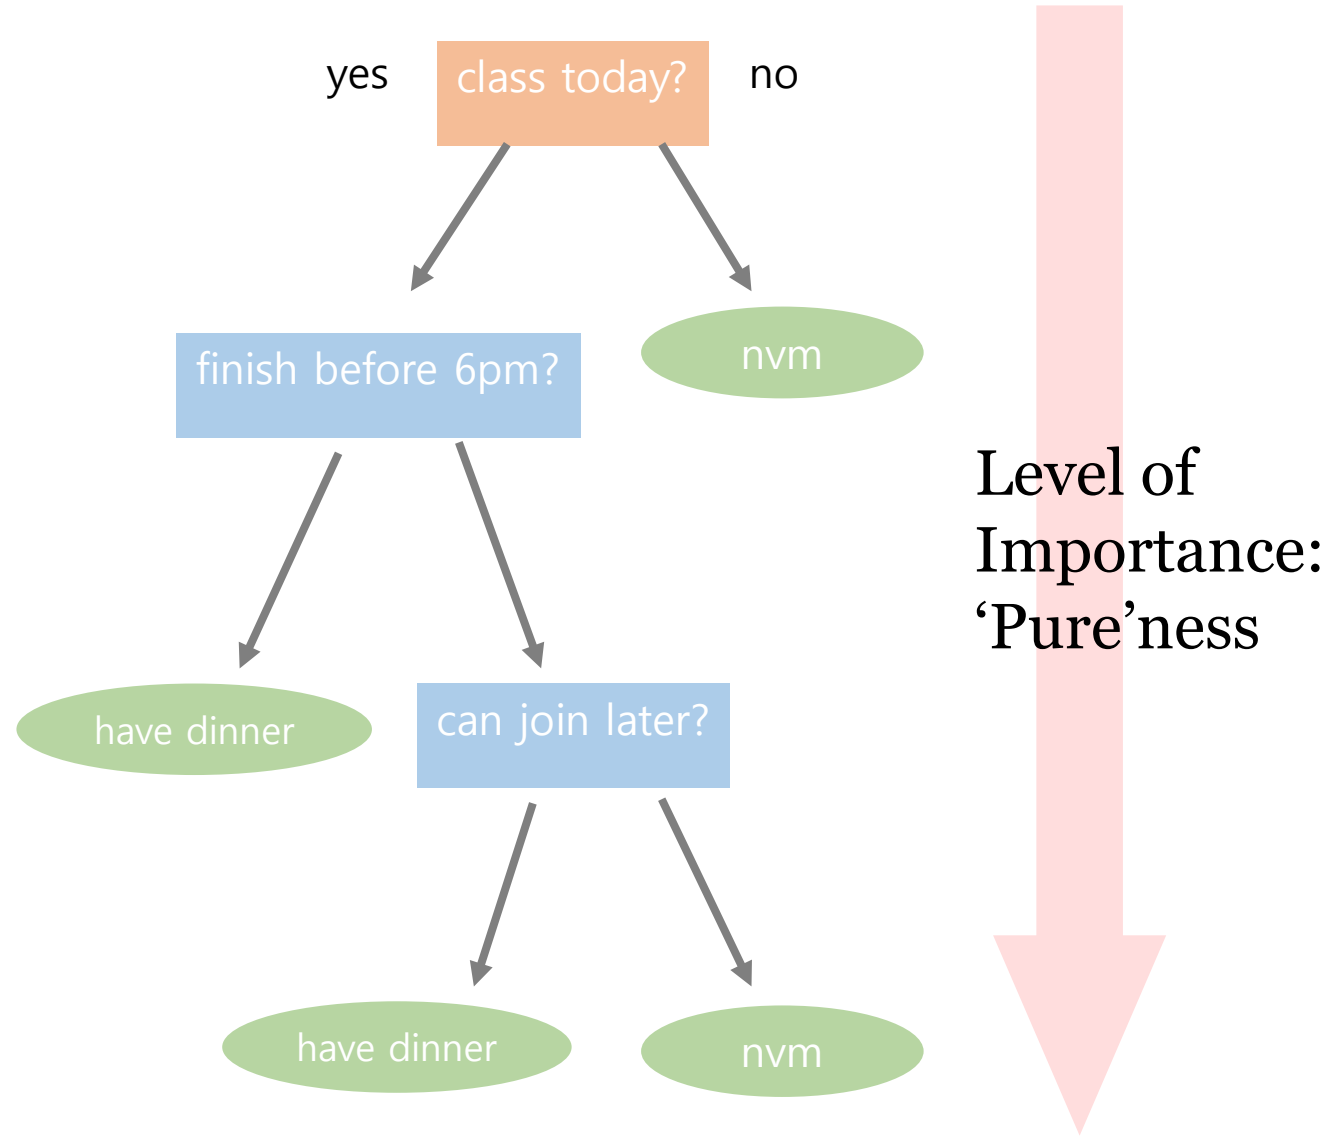 yes
class today?
no
finish before 6pm?
nvm
Level of
Importance:
‘Pure’ness
have dinner
can join later?
have dinner
nvm